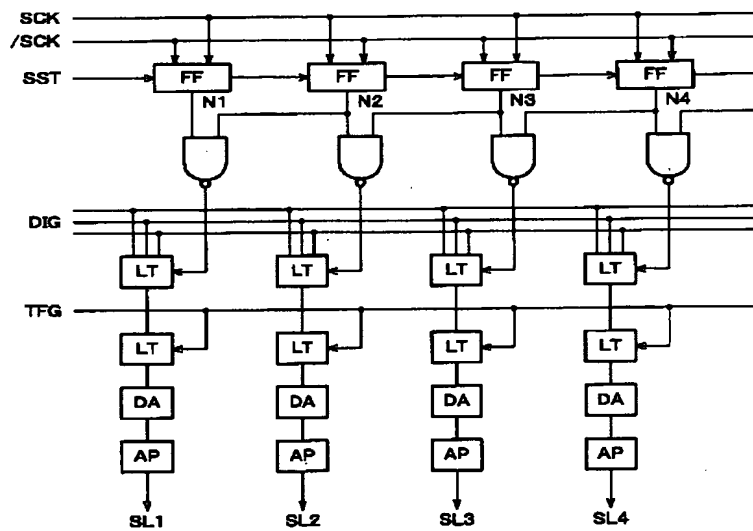 SCK
/SCK
SST FF FF FF FF
N1 N2 N3 N4
DIG
LT LT LT LT
TFG
LT LT LT LT
DA DA DA DA
AP AP AP AP
SL1 SL2 SL3 SL4